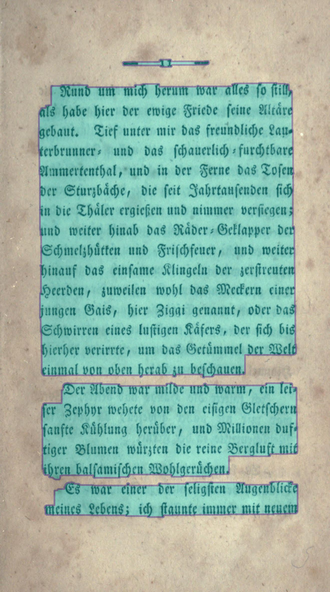 Rund um mich herum war alles so still,
als habe hier der ewige Friede seine Altäre
gebaut. Tief unter mir das freundliche Lau-
terbrunner- und das schauerlich-furchtbare
Ammertenthal, und in der Ferne das Tosen
der Sturzbäche, die seit Jahrtausenden sich
in die Thäler ergießen und nimmer versiegen;
und weiter hinab das Räder-Geklapper der
Schmelzhütten und Frischfeuer, und weiter
hinauf das einsame Klingeln der zerstreuten
Heerden, zuweilen wohl das Meckern einer
jungen Gais, hier Ziggi genannt, oder das
Schwirren eines lustigen Käfers, der sich bis
hierher verirrte, um das Getümmel der Welt
einmal von oben herab zu beschauen.
Der Abend war milde und warm, ein lei-
ser Zephyr wehete von den eisigen Gletschern
sanfte Kühlung herüber, und Millionen duf-
tiger Blumen würzten die reine Bergluft mit
ihren balsamischen Wohlgerüchen.
Es war einer der seligsten Augenblicke
meines Lebens; ich staunte immer mit neuem